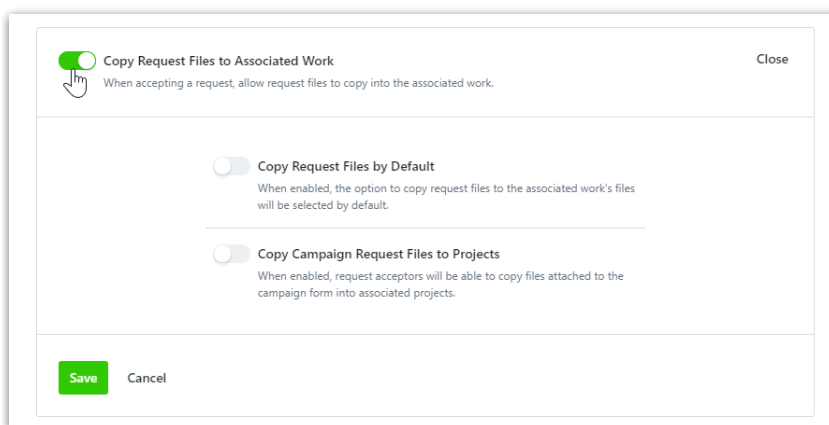 Copy Request Files to Associated Work
Close
When accepting a request, allow request files to copy into the associated work.
Copy Request Files by Default
When enabled, the option to copy request files to the associated work's files
will be selected by default.
Copy Campaign Request Files to Projects
When enabled, request acceptors will be able to copy files attached to the
campaign form into associated projects.
Save
Cancel